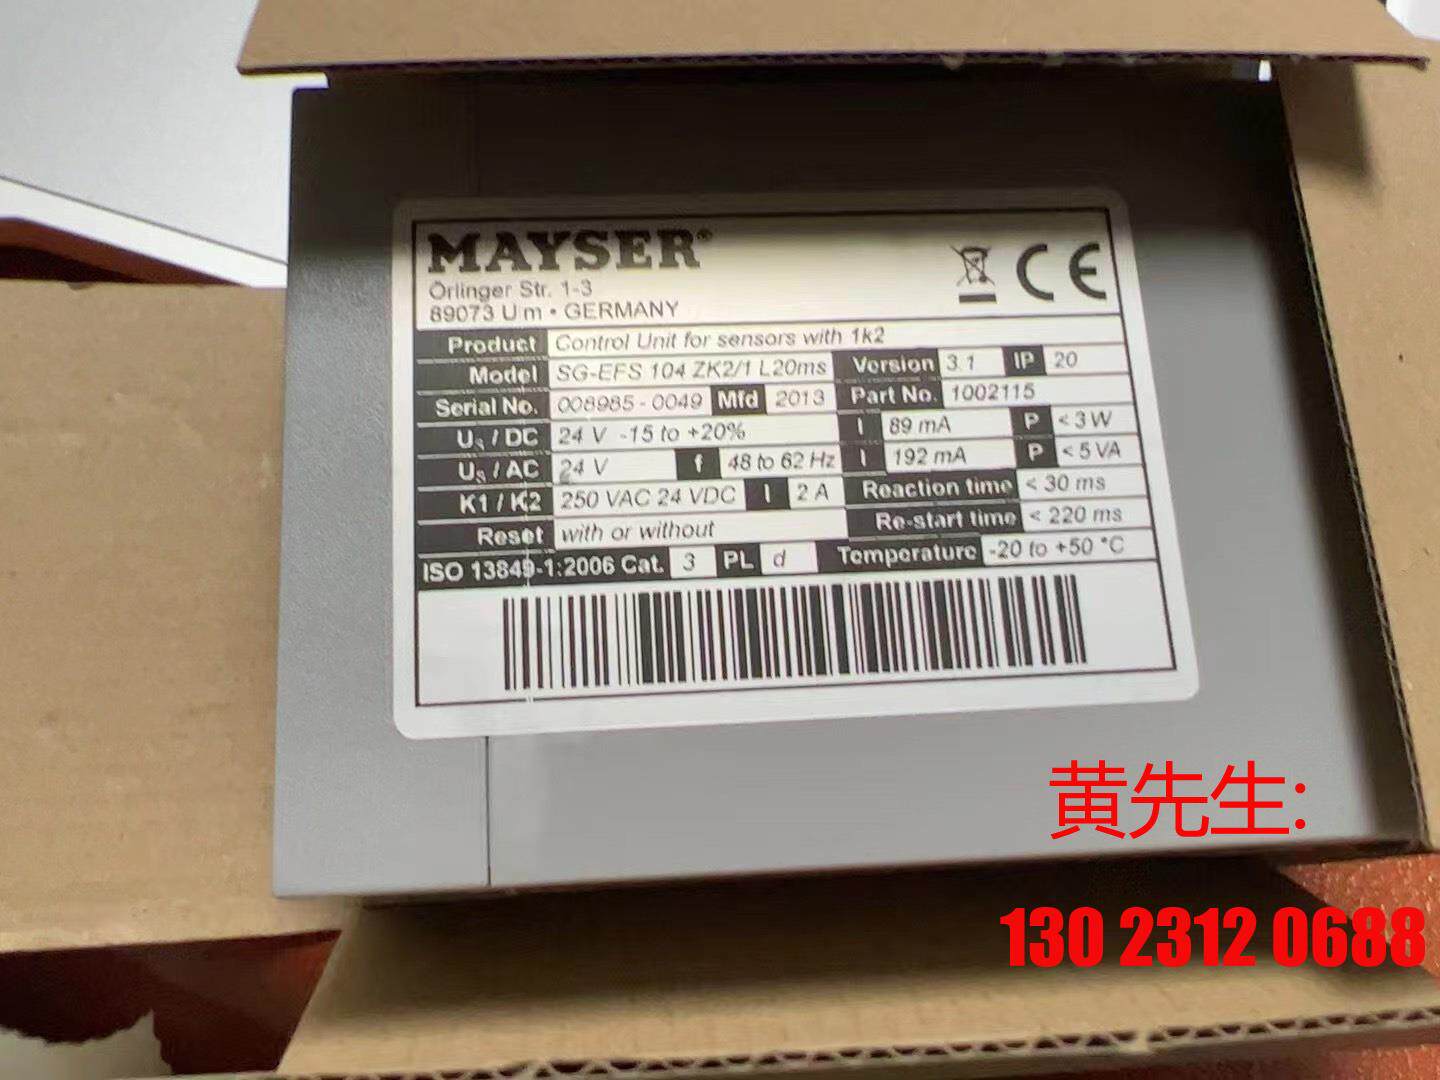 MAYSER®
Örlinger Str. 1-3
89073 Ulm • GERMANY
CE
Product Control Unit for sensors with 1k2
Model SG-EFS 104 ZK2/1 L20ms Version 3.1 IP 20
Serial No. 008985 - 0049 Mfd 2013 Part No. 1002115
Us / DC 24 V -15 to +20% I 89 mA P < 3 W
Us / AC 24 V f 48 to 62 Hz I 192 mA P < 5 VA
K1 / K2 250 VAC 24 VDC I 2 A Reaction time < 30 ms
Reset with or without Re-start time < 220 ms
ISO 13849-1:2006 Cat. 3 PL d Temperature -20 to +50 °C
黄先生:
130 2312 0688